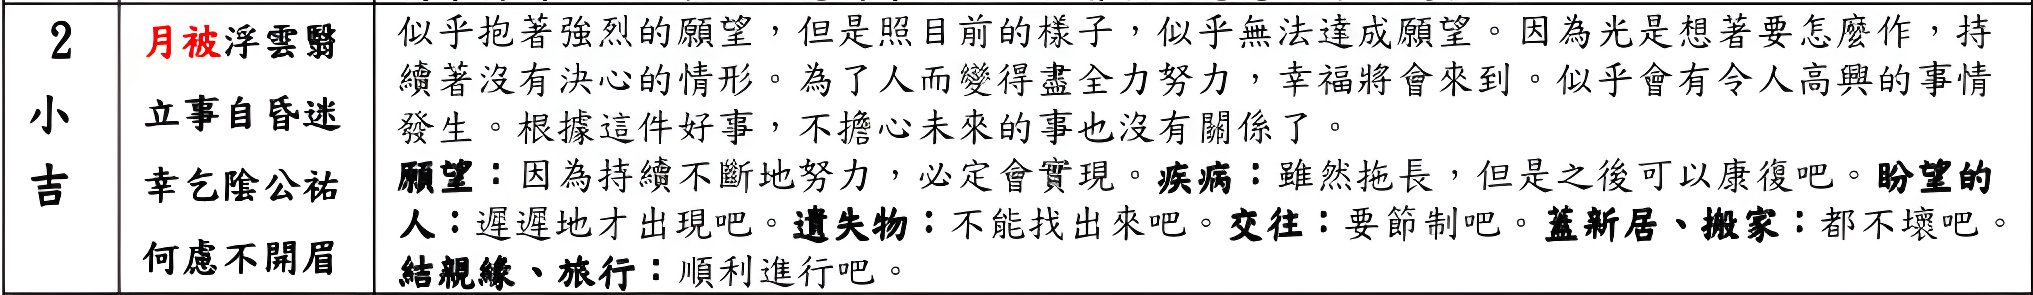 2
小
吉
月被浮雲翳
立事自昏迷
幸乞陰公祐
何慮不開眉
似乎抱著強烈的願望，但是照目前的樣子，似乎無法達成願望。因為光是想著要怎麼作，持
續著沒有決心的情形。為了人而變得盡全力努力，幸福將會來到。似乎會有令人高興的事情
發生。根據這件好事，不擔心未來的事也沒有關係了。
願望：因為持續不斷地努力，必定會實現。疾病：雖然拖長，但是之後可以康復吧。盼望的
人：遲遲地才出現吧。遺失物：不能找出來吧。交往：要節制吧。蓋新居、搬家：都不壞吧。
結親緣、旅行：順利進行吧。